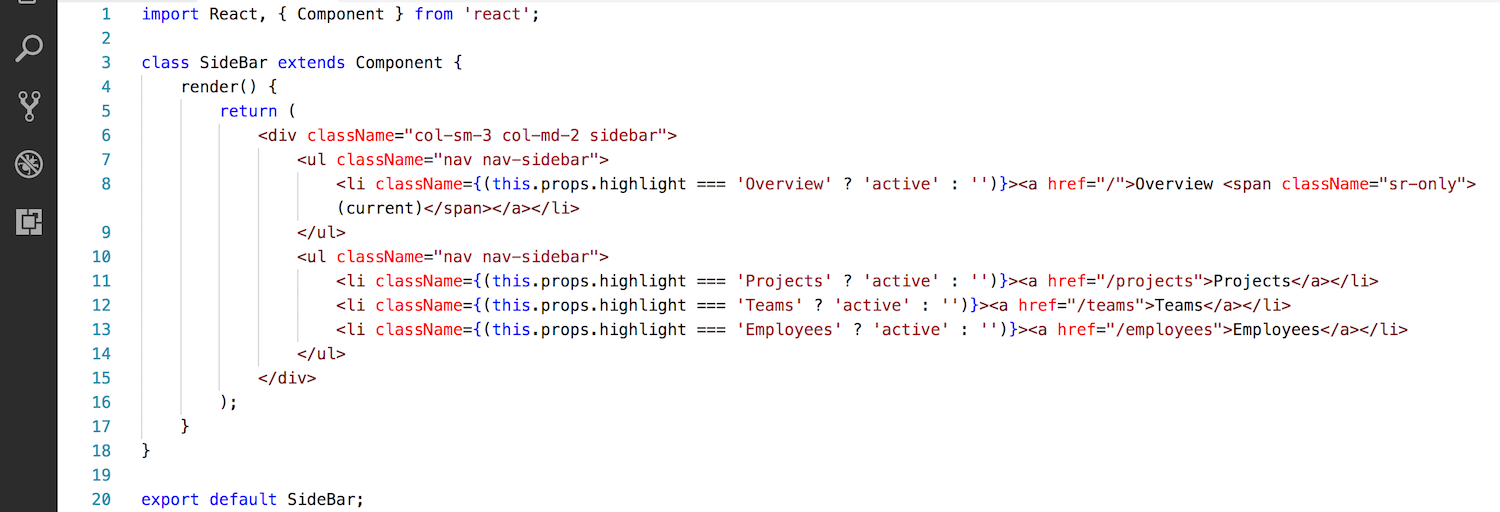 1 import React, { Component } from 'react';
2
3 class SideBar extends Component {
4     render() {
5         return (
6             <div className="col-sm-3 col-md-2 sidebar">
7                 <ul className="nav nav-sidebar">
8                     <li className={(this.props.highlight === 'Overview' ? 'active' : '')}><a href="/">Overview <span className="sr-only">
                    (current)</span></a></li>
9                 </ul>
10                 <ul className="nav nav-sidebar">
11                     <li className={(this.props.highlight === 'Projects' ? 'active' : '')}><a href="/projects">Projects</a></li>
12                     <li className={(this.props.highlight === 'Teams' ? 'active' : '')}><a href="/teams">Teams</a></li>
13                     <li className={(this.props.highlight === 'Employees' ? 'active' : '')}><a href="/employees">Employees</a></li>
14                 </ul>
15             </div>
16         );
17     }
18 }
19
20 export default SideBar;